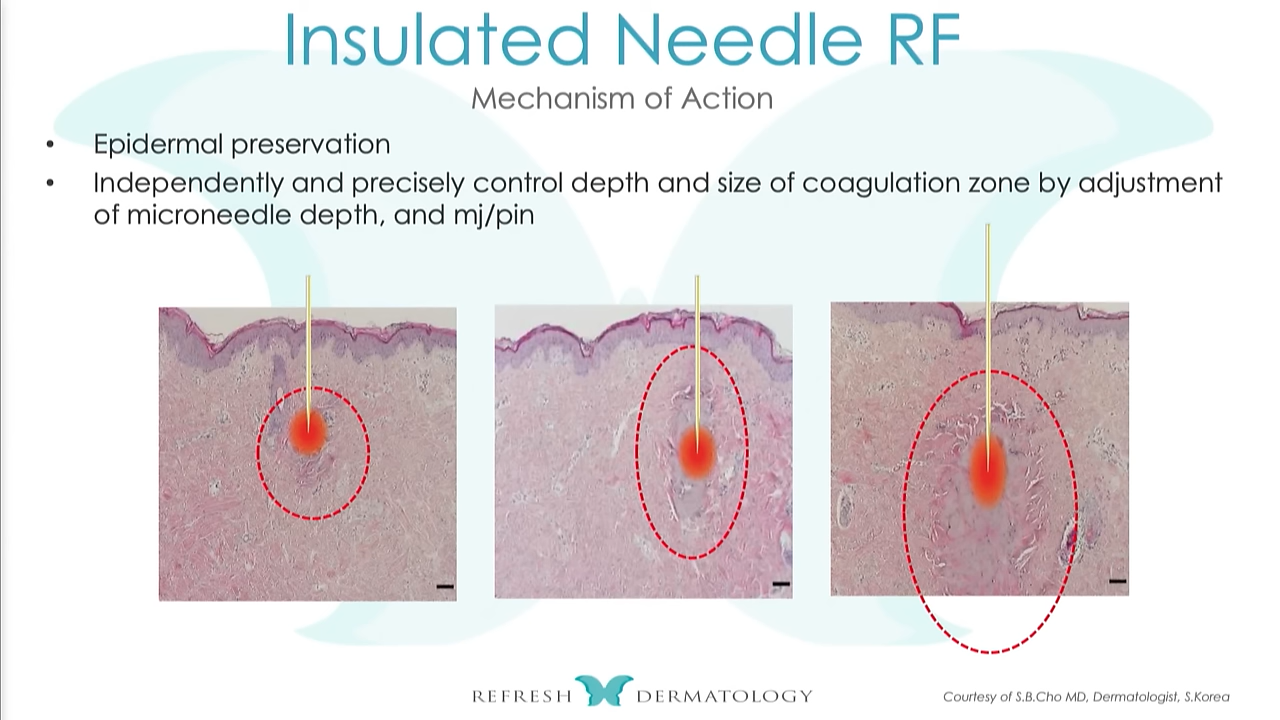 Insulated Needle RF
Mechanism of Action
• Epidermal preservation
• Independently and precisely control depth and size of coagulation zone by adjustment
of microneedle depth, and mj/pin
REFRESH DERMATOLOGY
Courtesy of S.B.Cho MD, Dermatologist, S.Korea